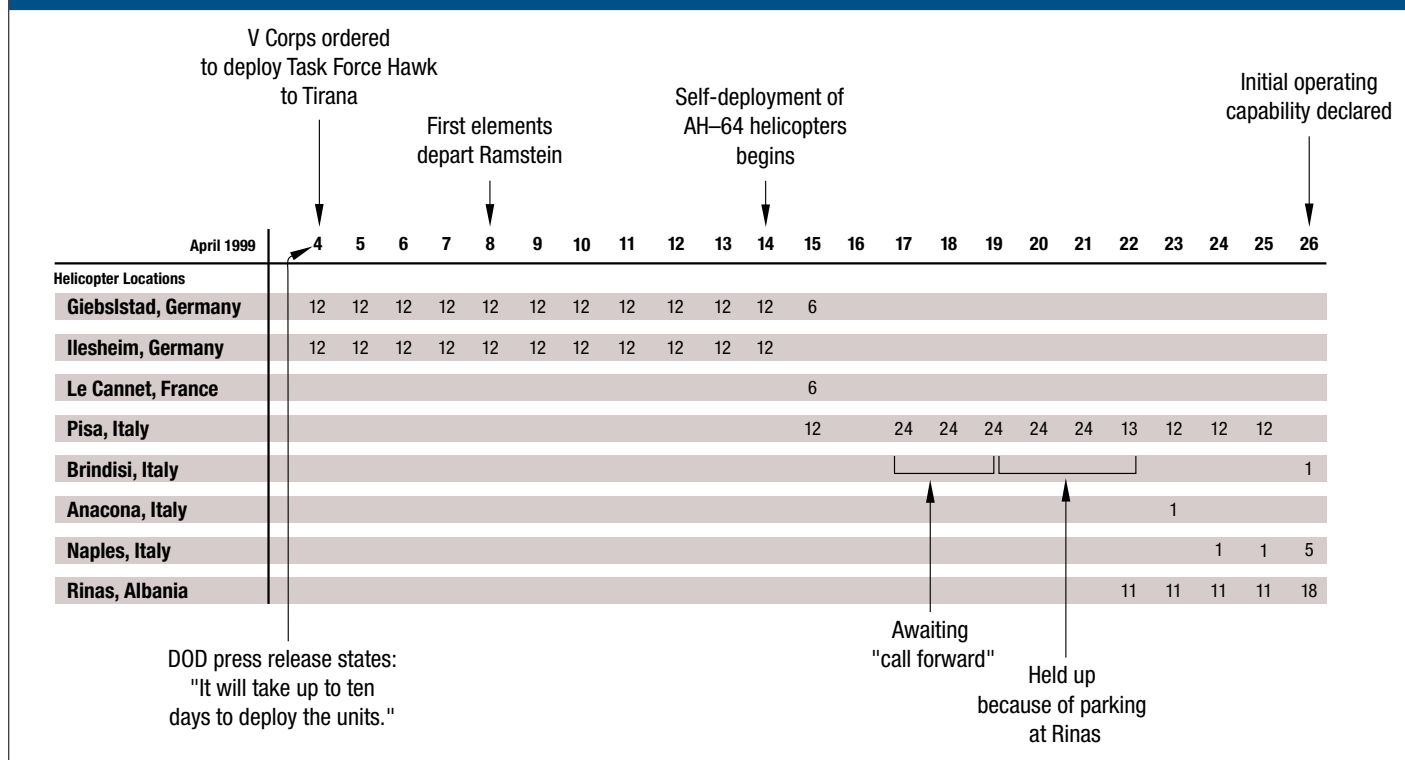 V Corps ordered
to deploy Task Force Hawk
to Tirana
First elements
depart Ramstein
Self-deployment of
AH–64 helicopters
begins
Initial operating
capability declared
April 1999 4 5 6 7 8 9 10 11 12 13 14 15 16 17 18 19 20 21 22 23 24 25 26
Helicopter Locations
Giebslstad, Germany 12 12 12 12 12 12 12 12 12 12 12 6
Ilesheim, Germany 12 12 12 12 12 12 12 12 12 12 12
Le Cannet, France 6
Pisa, Italy 12 24 24 24 24 24 13 12 12 12
Brindisi, Italy 1
Anacona, Italy 1
Naples, Italy 1 1 5
Rinas, Albania 11 11 11 11 18
DOD press release states:
"It will take up to ten
days to deploy the units."
Awaiting
"call forward"
Held up
because of parking
at Rinas